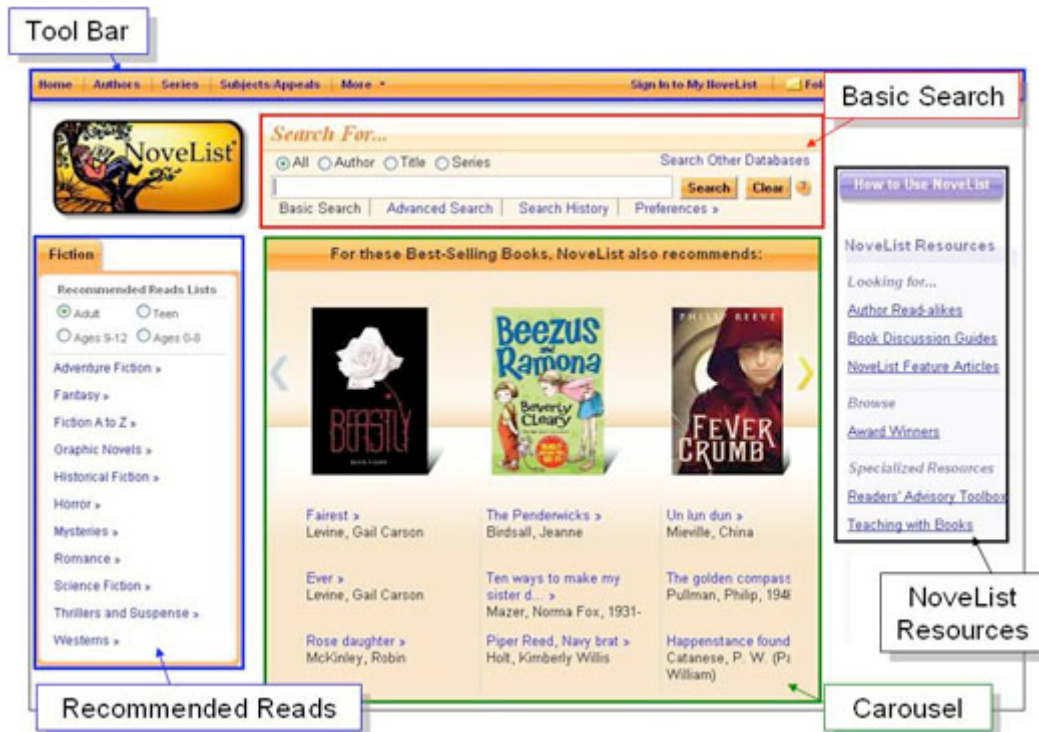 Tool Bar
Home Authors Series Subjects/Appeals More Sign In to My NoveList
Basic Search
NoveList
Search For...
All Author Title Series Search Other Databases
Search Clear
Basic Search Advanced Search Search History Preferences »
How to Use NoveList
NoveList Resources
Looking for...
Author Read-alikes
Book Discussion Guides
NoveList Feature Articles
Browse
Award Winners
Specialized Resources
Readers' Advisory Toolbox
Teaching with Books
NoveList
Resources
Fiction
Recommended Reads Lists
Adult Teen
Ages 9-12 Ages 0-8
Adventure Fiction »
Fantasy »
Fiction A to Z »
Graphic Novels »
Historical Fiction »
Horror »
Mysteries »
Romance »
Science Fiction »
Thrillers and Suspense »
Westerns »
Recommended Reads
For these Best-Selling Books, NoveList also recommends:
BEASTLY
Beezus
and
Ramona
Beverly
Cleary
PHILIP REEVE
FEVER
CRUMB
Fairest »
Levine, Gail Carson
Ever »
Levine, Gail Carson
Rose daughter »
McKinley, Robin
The Penderwicks »
Birdsall, Jeanne
Ten ways to make my
sister d... »
Mazer, Norma Fox, 1931-
Piper Reed, Navy brat »
Holt, Kimberly Willis
Un lun dun »
Mieville, China
The golden compass
Pullman, Philip, 194
Happenstance found
Catanese, P. W. (Pa
William)
Carousel